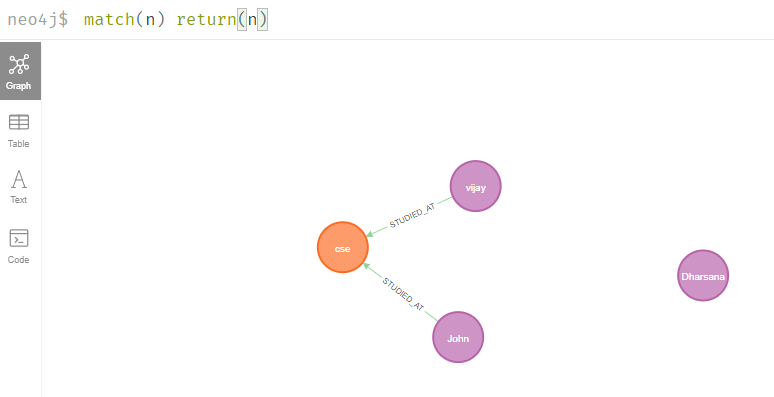 neo4j$ match(n) return(n)
Graph
Table
Text
Code
vijay
STUDIED_AT
cse
Dharsana
STUDIED_AT
John